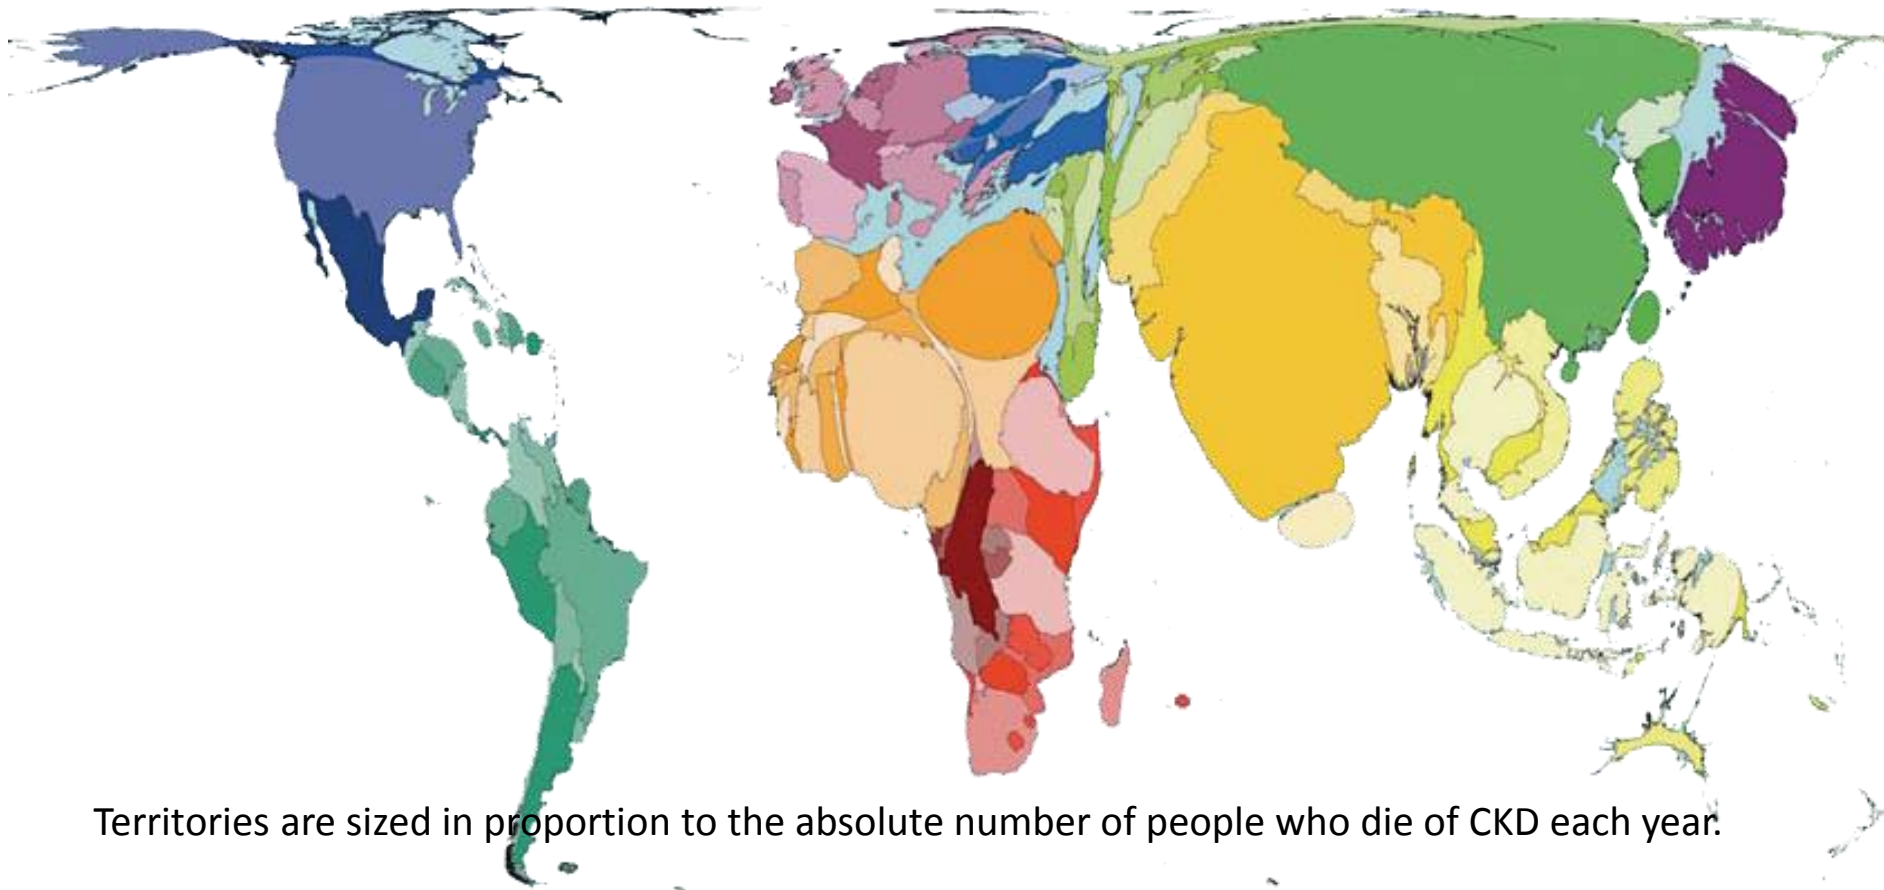 Territories are sized in proportion to the absolute number of people who die of CKD each year.